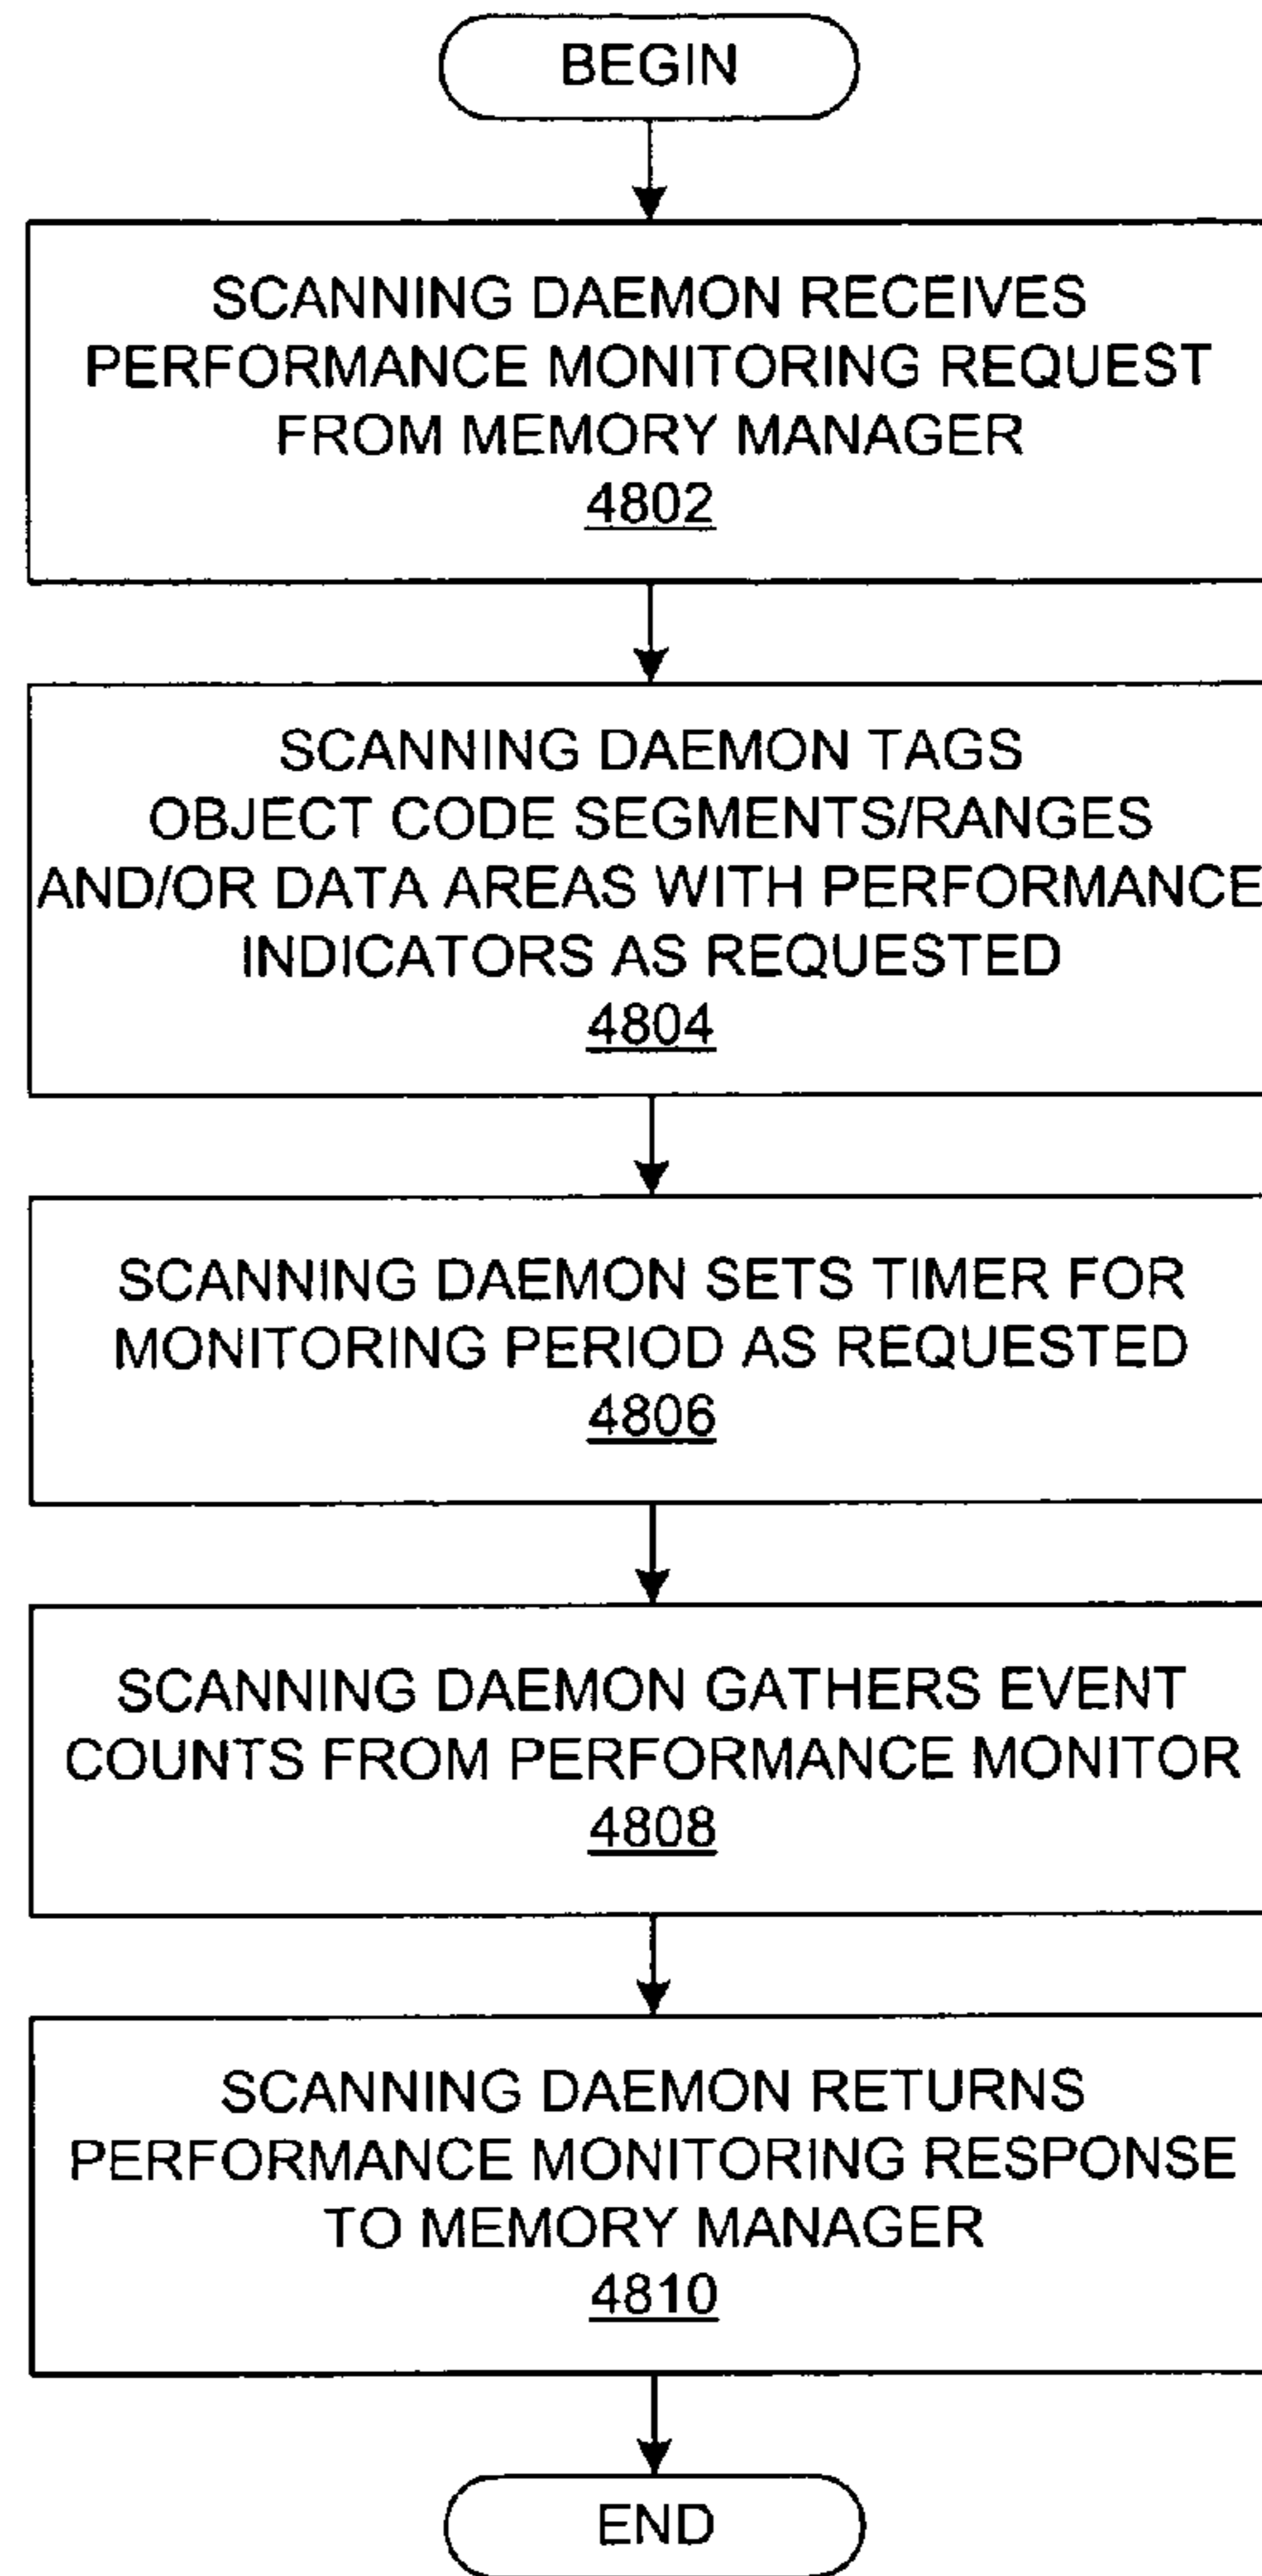 BEGIN
SCANNING DAEMON RECEIVES
PERFORMANCE MONITORING REQUEST
FROM MEMORY MANAGER
4802
SCANNING DAEMON TAGS
OBJECT CODE SEGMENTS/RANGES
AND/OR DATA AREAS WITH PERFORMANCE
INDICATORS AS REQUESTED
4804
SCANNING DAEMON SETS TIMER FOR
MONITORING PERIOD AS REQUESTED
4806
SCANNING DAEMON GATHERS EVENT
COUNTS FROM PERFORMANCE MONITOR
4808
SCANNING DAEMON RETURNS
PERFORMANCE MONITORING RESPONSE
TO MEMORY MANAGER
4810
END